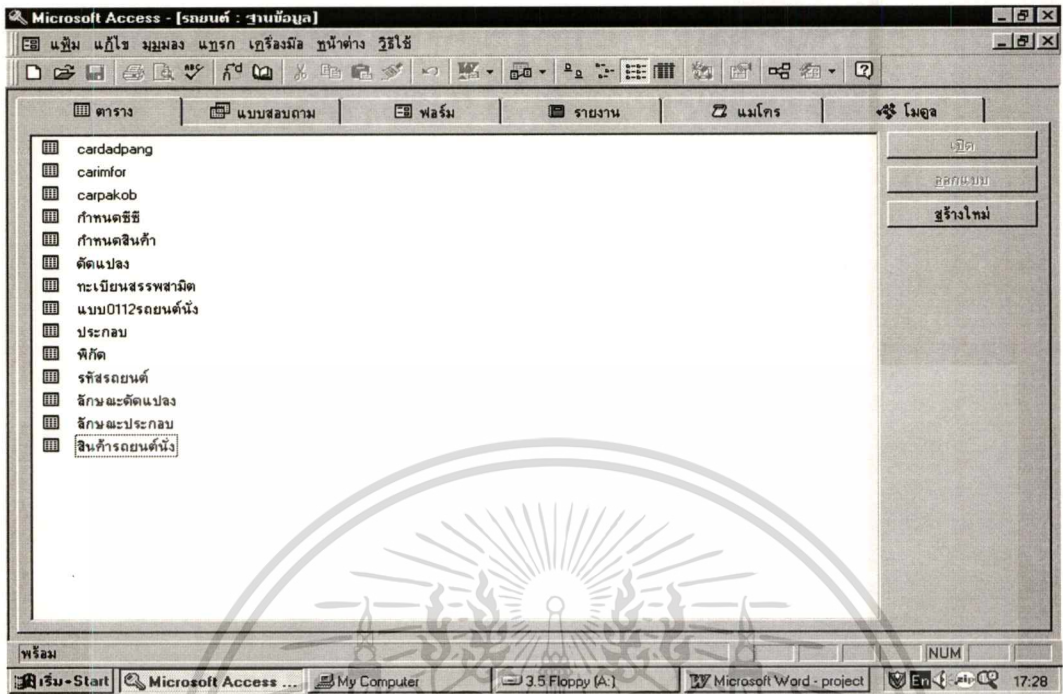 Microsoft Access - [รถยนต์ : ฐานข้อมูล]
แฟ้ม แก้ไข มุมมอง แทรก เครื่องมือ หน้าต่าง วิธีใช้
ตาราง แบบสอบถาม ฟอร์ม รายงาน แมโคร โมดูล
cardadpang
carimfor
carpakob
กำหนดซีซี
กำหนดสินค้า
ดัดแปลง
ทะเบียนสรรพสามิต
แบบ0112รถยนต์นั่ง
ประกอบ
พิกัด
รหัสรถยนต์
ลักษณะดัดแปลง
ลักษณะประกอบ
สินค้ารถยนต์นั่ง
เปิด
ออกแบบ
สร้างใหม่
พร้อม NUM
เริ่ม-Start Microsoft Access ... My Computer 3.5 Floppy (A:) Microsoft Word - project En 17:28